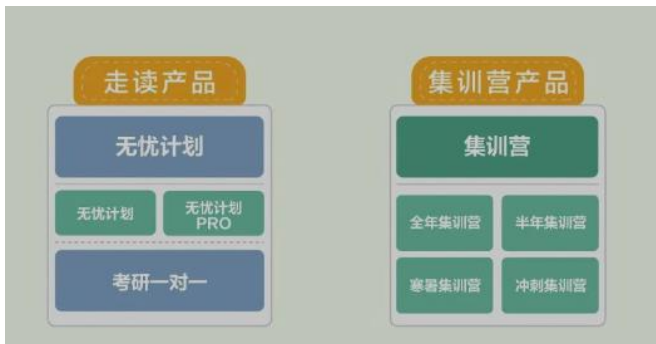 走读产品
无忧计划
无忧计划
无忧计划
PRO
考研一对一
集训营产品
集训营
全年集训营
半年集训营
寒暑集训营
冲刺集训营